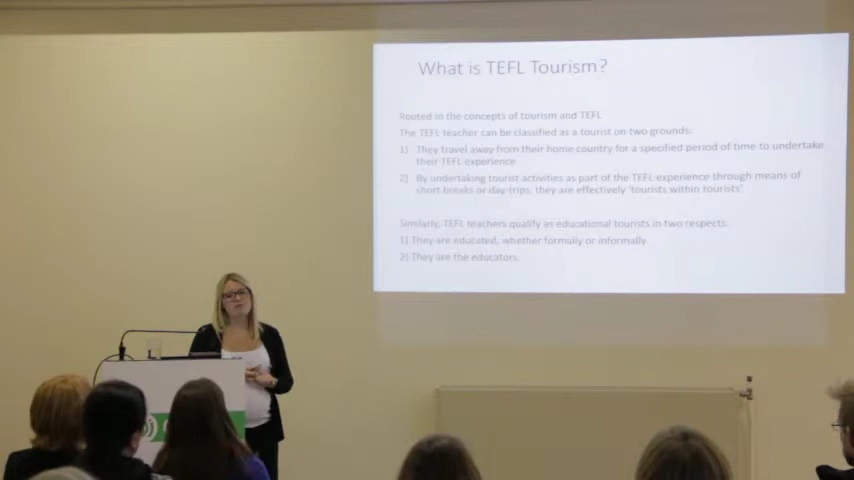 What is TEFL Tourism?
Rooted in the concepts of tourism and TEFL
The TEFL teacher can be classified as a tourist on two grounds:
1) They travel away from their home country for a specified period of time to undertake
their TEFL experience
2) By undertaking tourist activities as part of the TEFL experience through means of
short breaks or day-trips, they are effectively 'tourists within tourists'
Similarly, TEFL teachers qualify as educational tourists in two respects:
1) They are educated, whether formally or informally
2) They are the educators.